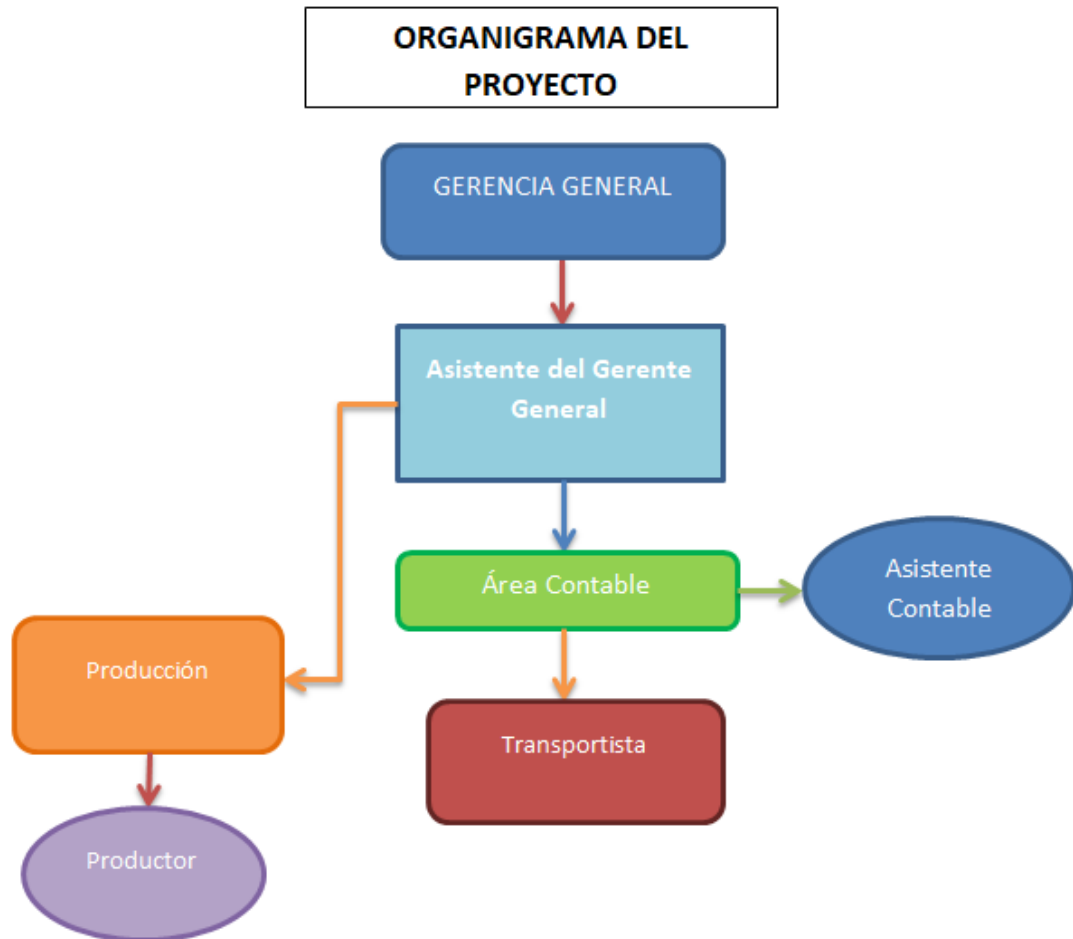 ORGANIGRAMA DEL
PROYECTO
GERENCIA GENERAL
Asistente del Gerente
General
Área Contable
Asistente
Contable
Producción
Transportista
Productor